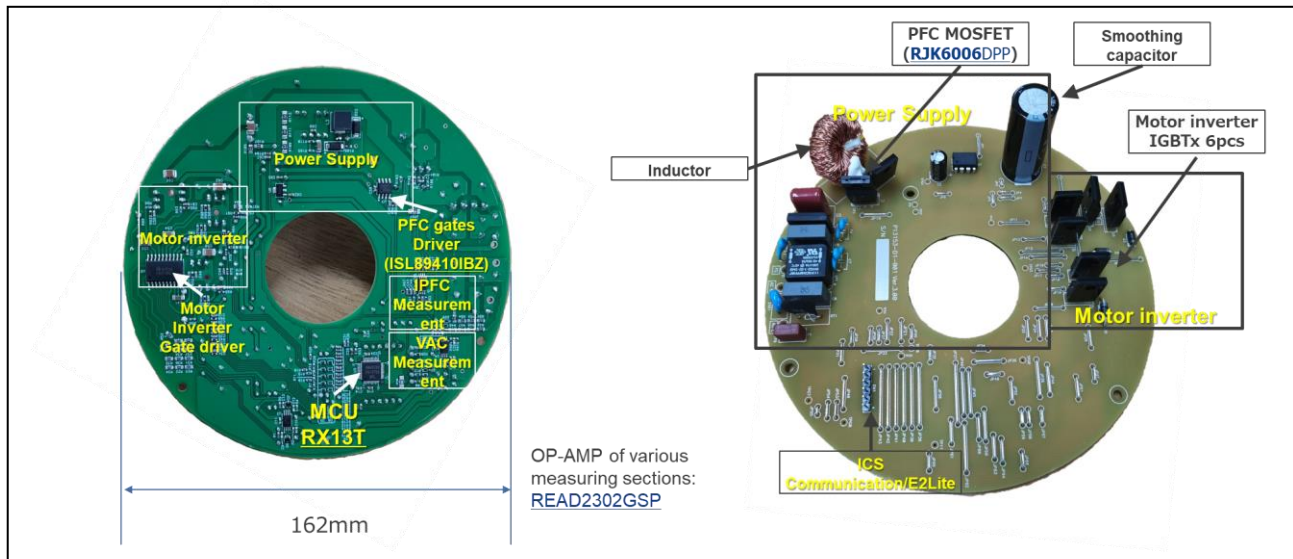 Power Supply
PFC gates
Driver
(ISL89410IBZ)
Motor inverter
Motor
Inverter
Gate driver
IPFC
Measurem
ent
VAC
Measurem
ent
MCU
RX13T
162mm
OP-AMP of various
measuring sections:
READ2302GSP
PFC MOSFET
(RJK6006DPP)
Smoothing
capacitor
Power Supply
Motor inverter
IGBTx 6pcs
Inductor
Motor inverter
ICS
Communication/E2Lite